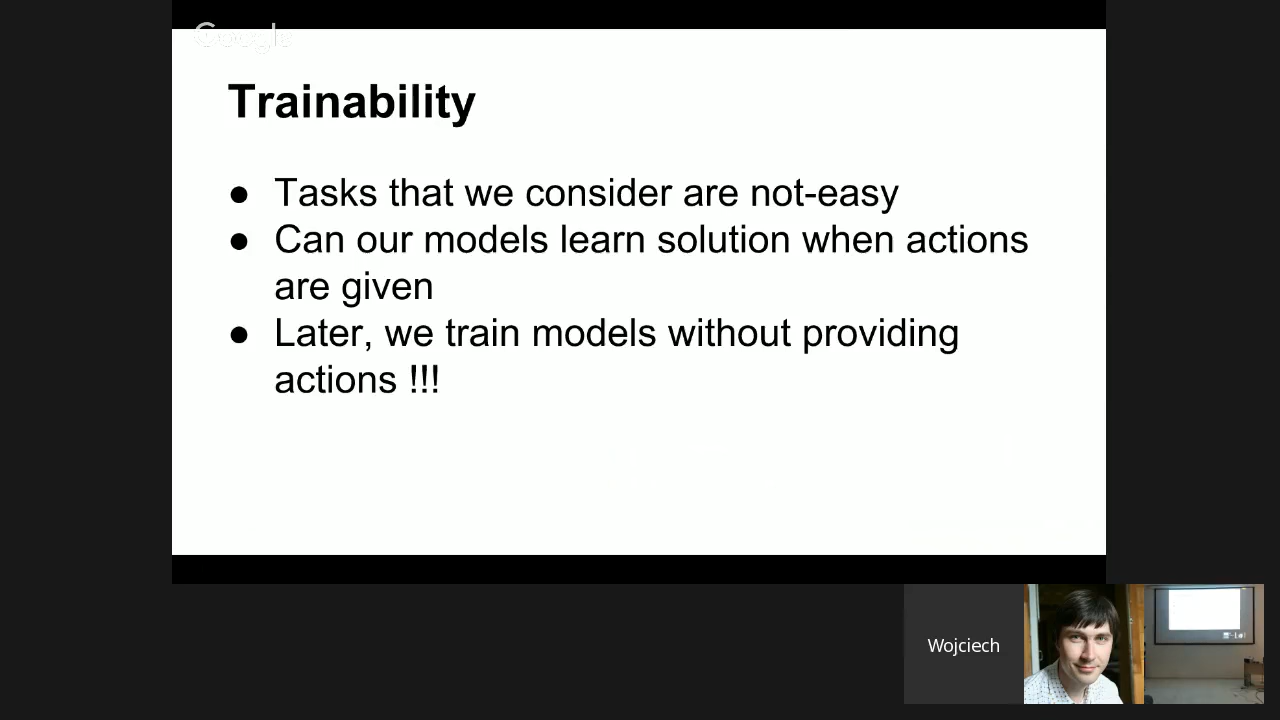 Google
Trainability
● Tasks that we consider are not-easy
● Can our models learn solution when actions
are given
● Later, we train models without providing
actions !!!
Wojciech